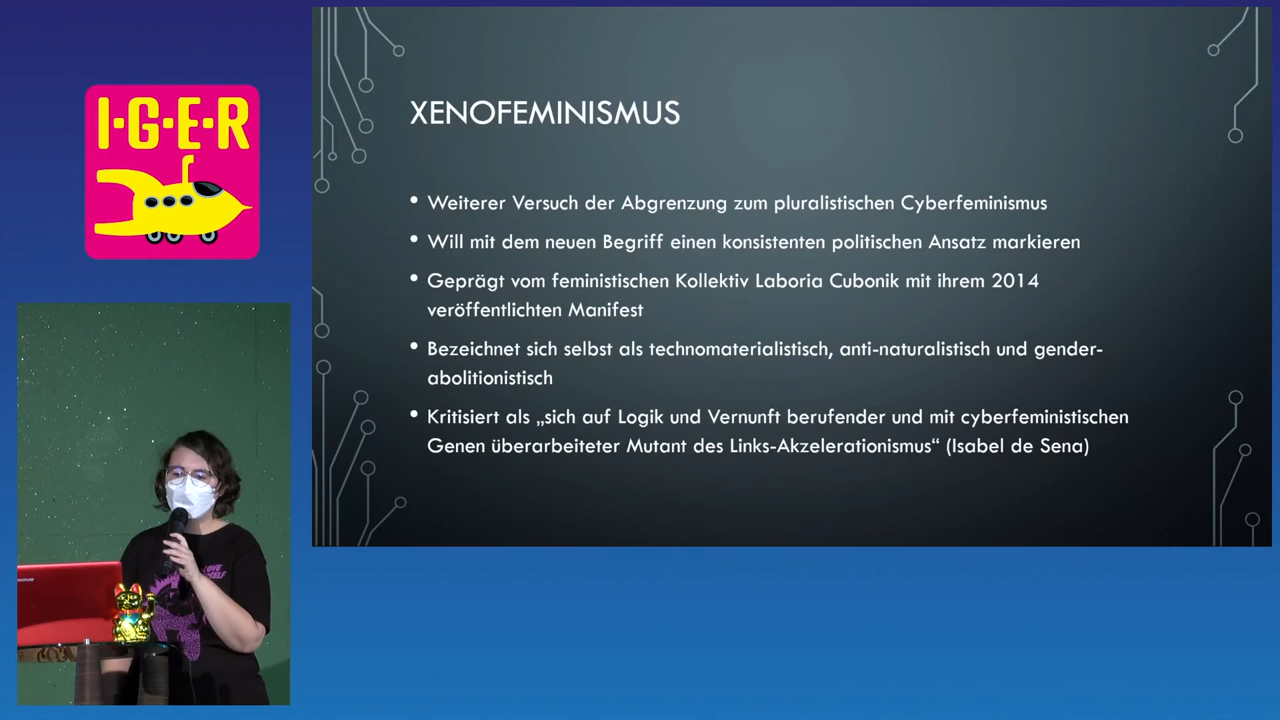 I·G·E·R
XENOFEMINISMUS
• Weiterer Versuch der Abgrenzung zum pluralistischen Cyberfeminismus
• Will mit dem neuen Begriff einen konsistenten politischen Ansatz markieren
• Geprägt vom feministischen Kollektiv Laboria Cubonik mit ihrem 2014
veröffentlichten Manifest
• Bezeichnet sich selbst als technomaterialistisch, anti-naturalistisch und gender-
abolitionistisch
• Kritisiert als „sich auf Logik und Vernunft berufender und mit cyberfeministischen
Genen überarbeiteter Mutant des Links-Akzelerationismus“ (Isabel de Sena)